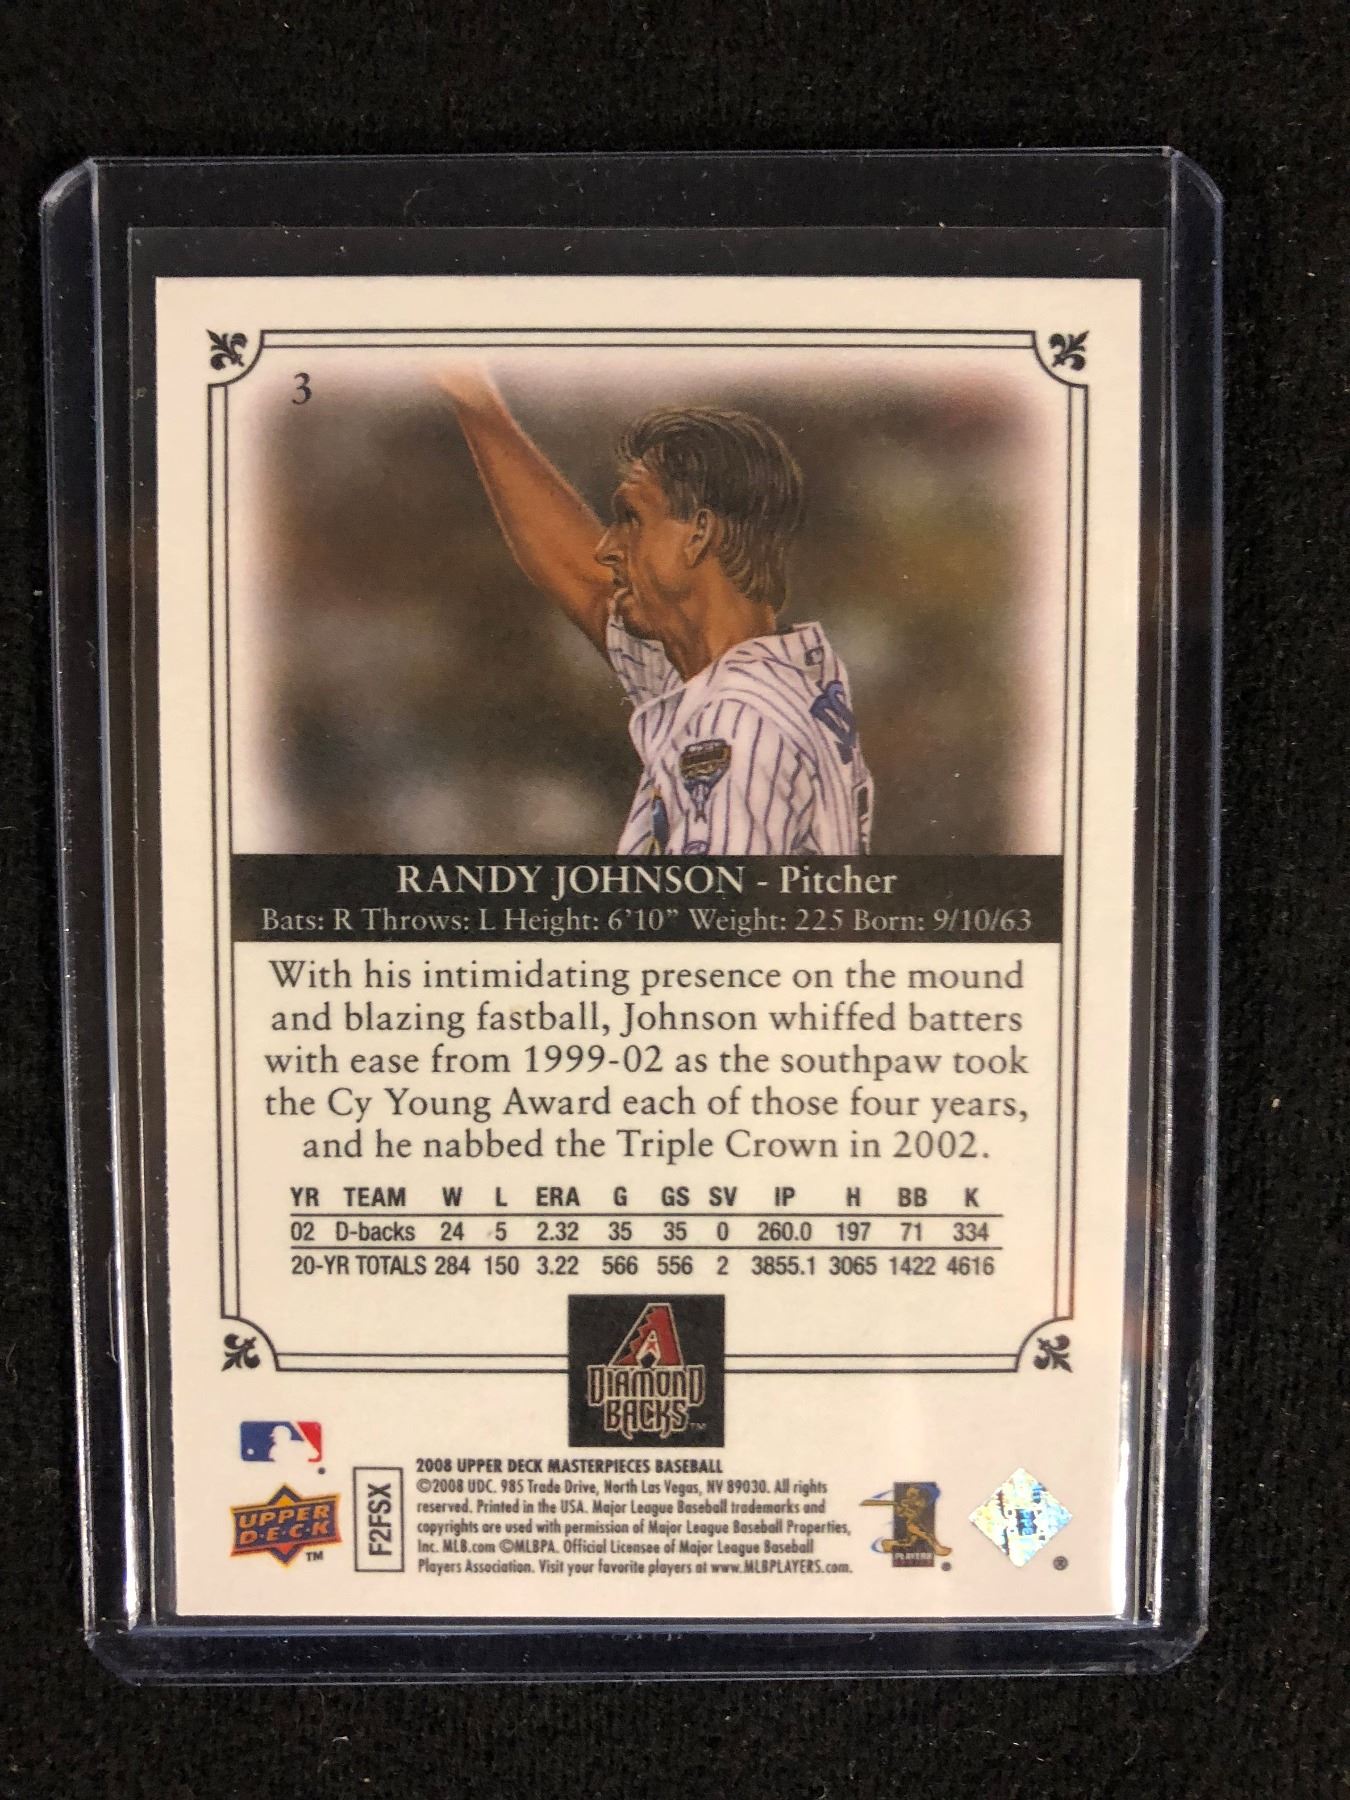 3
RANDY JOHNSON - Pitcher
Bats: R Throws: L Height: 6'10" Weight: 225 Born: 9/10/63
With his intimidating presence on the mound
and blazing fastball, Johnson whiffed batters
with ease from 1999-02 as the southpaw took
the Cy Young Award each of those four years,
and he nabbed the Triple Crown in 2002.
YR TEAM W L ERA G GS SV IP H BB K
02 D-backs 24 5 2.32 35 35 0 260.0 197 71 334
20-YR TOTALS 284 150 3.22 566 556 2 3855.1 3065 1422 4616
A
DIAMOND
BACKS™
UPPER
D·E·C·K
™
F2FSX
2008 UPPER DECK MASTERPIECES BASEBALL
©2008 UDC. 985 Trade Drive, North Las Vegas, NV 89030. All rights
reserved. Printed in the USA. Major League Baseball trademarks and
copyrights are used with permission of Major League Baseball Properties,
Inc. MLB.com ©MLBPA. Official Licensee of Major League Baseball
Players Association. Visit your favorite players at www.MLBPLAYERS.com.
PLAYERS
®